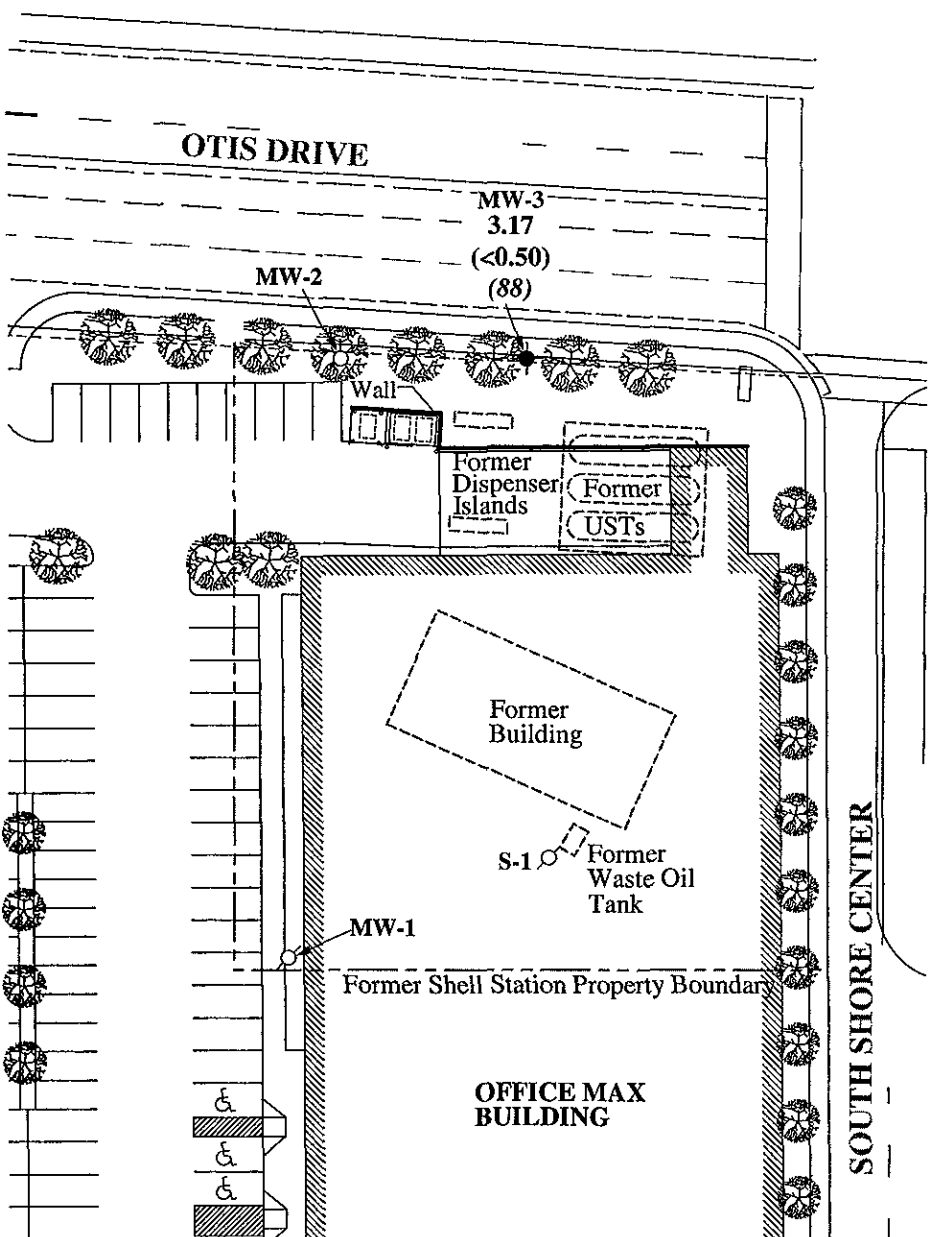 OTIS DRIVE
MW-3
3.17
(<0.50)
(88)
MW-2
Wall
Former
Dispenser
Islands
Former
USTs
Former
Building
S-1
Former
Waste Oil
Tank
MW-1
Former Shell Station Property Boundary
OFFICE MAX
BUILDING
SOUTH SHORE CENTER